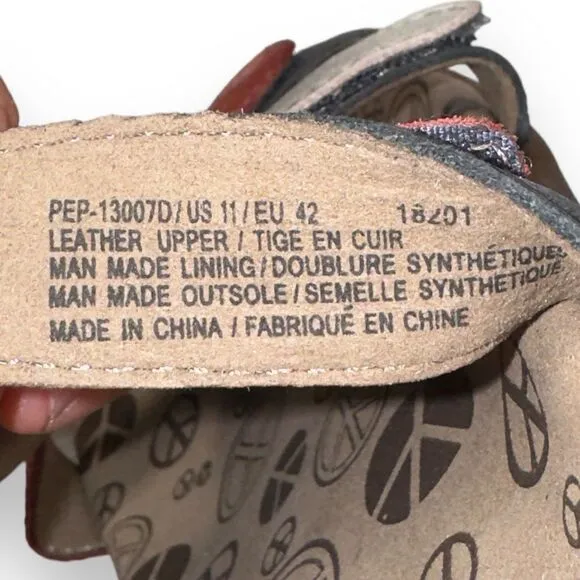 PEP-13007D/US 11/EU 42 18201
LEATHER UPPER / TIGE EN CUIR
MAN MADE LINING/DOUBLURE SYNTHÉTIQUES
MAN MADE OUTSOLE/SEMELLE SYNTHÉTIQUE
MADE IN CHINA / FABRIQUÉ EN CHINE